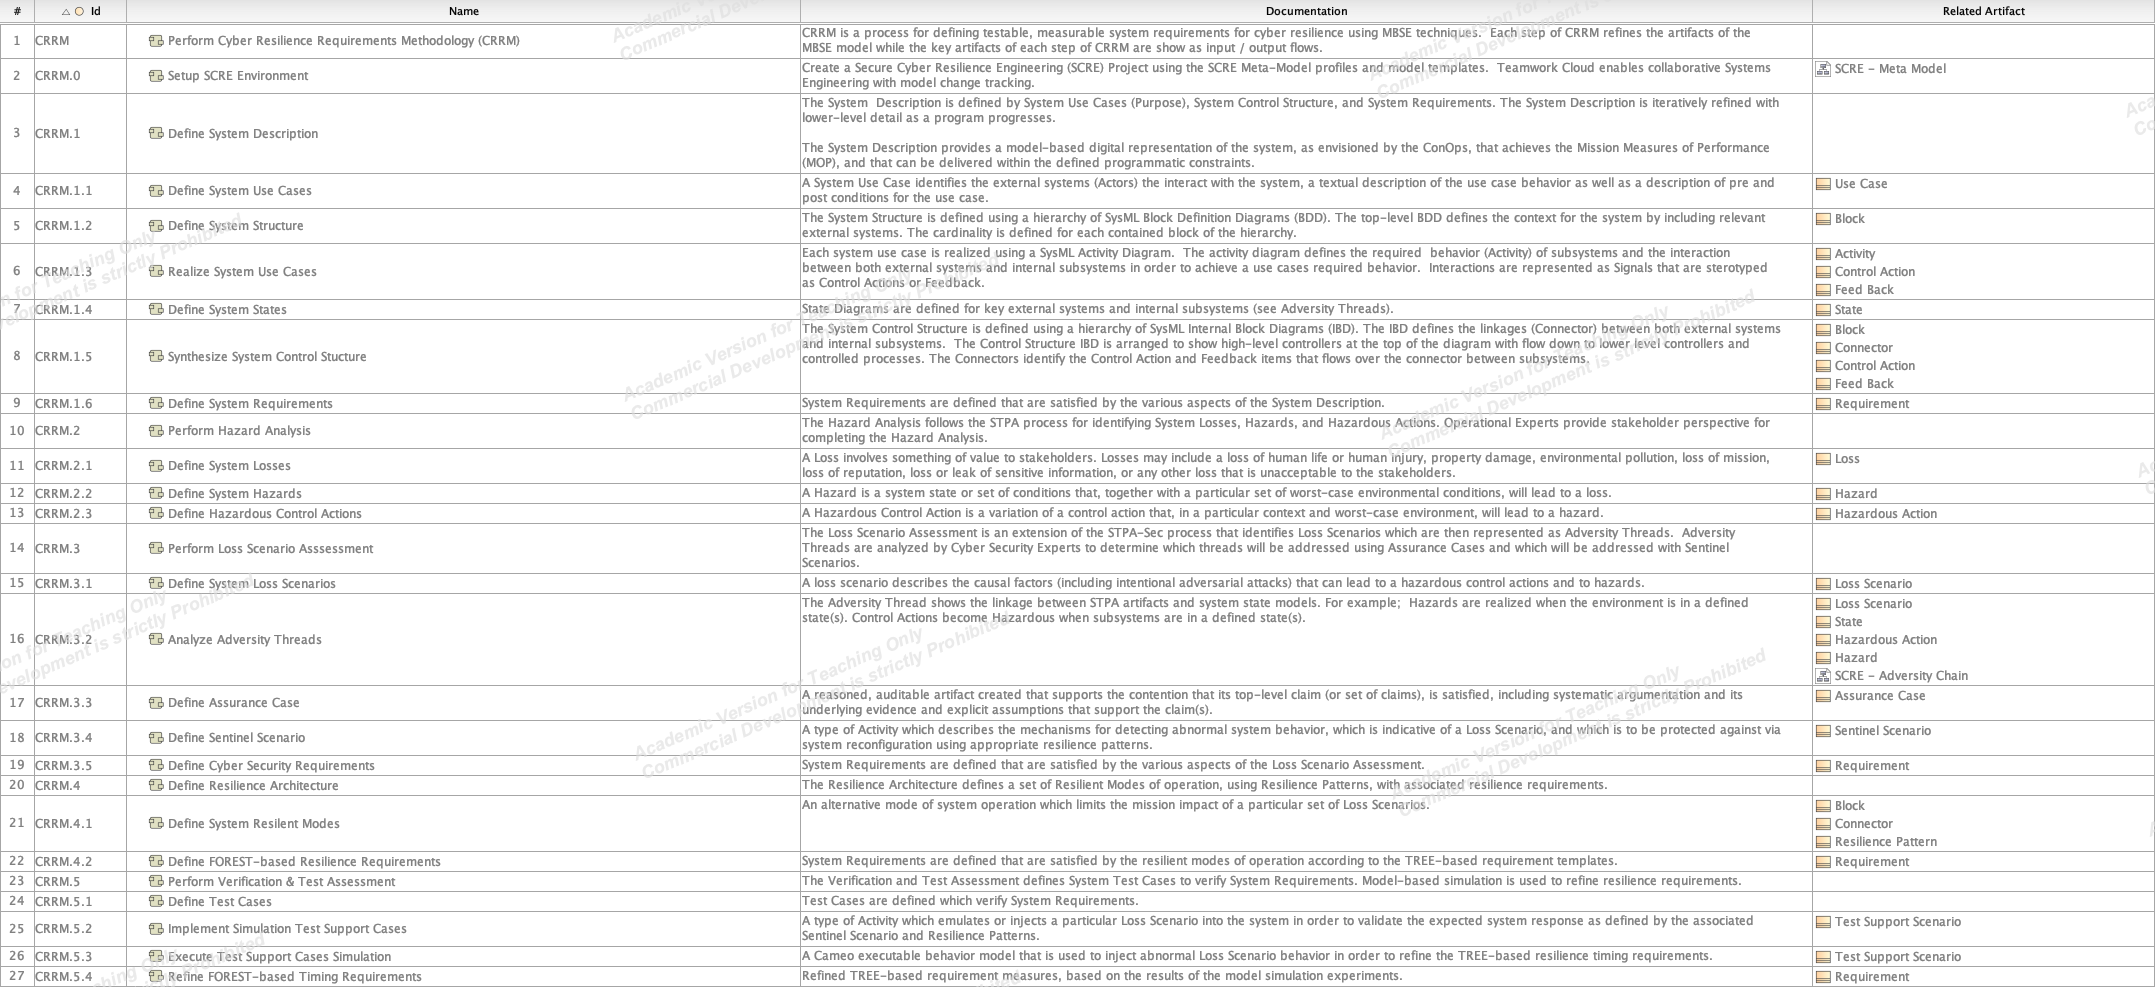 # Id Name Documentation Related Artifact
1 CRRM Perform Cyber Resilience Requirements Methodology (CRRM)
CRRM is a process for defining testable, measurable system requirements for cyber resilience using MBSE techniques. Each step of CRRM refines the artifacts of the
MBSE model while the key artifacts of each step of CRRM are show as input / output flows.
2 CRRM.0 Setup SCRE Environment
Create a Secure Cyber Resilience Engineering (SCRE) Project using the SCRE Meta-Model profiles and model templates. Teamwork Cloud enables collaborative Systems
Engineering with model change tracking.
SCRE - Meta Model
3 CRRM.1 Define System Description
The System Description is defined by System Use Cases (Purpose), System Control Structure, and System Requirements. The System Description is iteratively refined with
lower-level detail as a program progresses.
The System Description provides a model-based digital representation of the system, as envisioned by the ConOps, that achieves the Mission Measures of Performance
(MOP), and that can be delivered within the defined programmatic constraints.
4 CRRM.1.1 Define System Use Cases
A System Use Case identifies the external systems (Actors) the interact with the system, a textual description of the use case behavior as well as a description of pre and
post conditions for the use case.
Use Case
5 CRRM.1.2 Define System Structure
The System Structure is defined using a hierarchy of SysML Block Definition Diagrams (BDD). The top-level BDD defines the context for the system by including relevant
external systems. The cardinality is defined for each contained block of the hierarchy.
Block
6 CRRM.1.3 Realize System Use Cases
Each system use case is realized using a SysML Activity Diagram. The activity diagram defines the required behavior (Activity) of subsystems and the interaction
between both external systems and internal subsystems in order to achieve a use cases required behavior. Interactions are represented as Signals that are sterotyped
as Control Actions or Feedback.
Activity
Control Action
Feed Back
7 CRRM.1.4 Define System States
State Diagrams are defined for key external systems and internal subsystems (see Adversity Threads).
State
8 CRRM.1.5 Synthesize System Control Stucture
The System Control Structure is defined using a hierarchy of SysML Internal Block Diagrams (IBD). The IBD defines the linkages (Connector) between both external systems
and internal subsystems. The Control Structure IBD is arranged to show high-level controllers at the top of the diagram with flow down to lower level controllers and
controlled processes. The Connectors identify the Control Action and Feedback items that flows over the connector between subsystems.
Block
Connector
Control Action
Feed Back
9 CRRM.1.6 Define System Requirements
System Requirements are defined that are satisfied by the various aspects of the System Description.
Requirement
10 CRRM.2 Perform Hazard Analysis
The Hazard Analysis follows the STPA process for identifying System Losses, Hazards, and Hazardous Actions. Operational Experts provide stakeholder perspective for
completing the Hazard Analysis.
11 CRRM.2.1 Define System Losses
A Loss involves something of value to stakeholders. Losses may include a loss of human life or human injury, property damage, environmental pollution, loss of mission,
loss of reputation, loss or leak of sensitive information, or any other loss that is unacceptable to the stakeholders.
Loss
12 CRRM.2.2 Define System Hazards
A Hazard is a system state or set of conditions that, together with a particular set of worst-case environmental conditions, will lead to a loss.
Hazard
13 CRRM.2.3 Define Hazardous Control Actions
A Hazardous Control Action is a variation of a control action that, in a particular context and worst-case environment, will lead to a hazard.
Hazardous Action
14 CRRM.3 Perform Loss Scenario Asssessment
The Loss Scenario Assessment is an extension of the STPA-Sec process that identifies Loss Scenarios which are then represented as Adversity Threads. Adversity
Threads are analyzed by Cyber Security Experts to determine which threads will be addressed using Assurance Cases and which will be addressed with Sentinel
Scenarios.
15 CRRM.3.1 Define System Loss Scenarios
A loss scenario describes the causal factors (including intentional adversarial attacks) that can lead to a hazardous control actions and to hazards.
Loss Scenario
16 CRRM.3.2 Analyze Adversity Threads
The Adversity Thread shows the linkage between STPA artifacts and system state models. For example; Hazards are realized when the environment is in a defined
state(s). Control Actions become Hazardous when subsystems are in a defined state(s).
Loss Scenario
State
Hazardous Action
Hazard
SCRE - Adversity Chain
17 CRRM.3.3 Define Assurance Case
A reasoned, auditable artifact created that supports the contention that its top-level claim (or set of claims), is satisfied, including systematic argumentation and its
underlying evidence and explicit assumptions that support the claim(s).
Assurance Case
18 CRRM.3.4 Define Sentinel Scenario
A type of Activity which describes the mechanisms for detecting abnormal system behavior, which is indicative of a Loss Scenario, and which is to be protected against via
system reconfiguration using appropriate resilience patterns.
Sentinel Scenario
19 CRRM.3.5 Define Cyber Security Requirements
System Requirements are defined that are satisfied by the various aspects of the Loss Scenario Assessment.
Requirement
20 CRRM.4 Define Resilience Architecture
The Resilience Architecture defines a set of Resilient Modes of operation, using Resilience Patterns, with associated resilience requirements.
21 CRRM.4.1 Define System Resilent Modes
An alternative mode of system operation which limits the mission impact of a particular set of Loss Scenarios.
Block
Connector
Resilience Pattern
22 CRRM.4.2 Define FOREST-based Resilience Requirements
System Requirements are defined that are satisfied by the resilient modes of operation according to the TREE-based requirement templates.
Requirement
23 CRRM.5 Perform Verification & Test Assessment
The Verification and Test Assessment defines System Test Cases to verify System Requirements. Model-based simulation is used to refine resilience requirements.
24 CRRM.5.1 Define Test Cases
Test Cases are defined which verify System Requirements.
25 CRRM.5.2 Implement Simulation Test Support Cases
A type of Activity which emulates or injects a particular Loss Scenario into the system in order to validate the expected system response as defined by the associated
Sentinel Scenario and Resilience Patterns.
Test Support Scenario
26 CRRM.5.3 Execute Test Support Cases Simulation
A Cameo executable behavior model that is used to inject abnormal Loss Scenario behavior in order to refine the TREE-based resilience timing requirements.
Test Support Scenario
27 CRRM.5.4 Refine FOREST-based Timing Requirements
Refined TREE-based requirement measures, based on the results of the model simulation experiments.
Requirement
Academic Version for Teaching Only
Commercial Development is strictly Prohibited